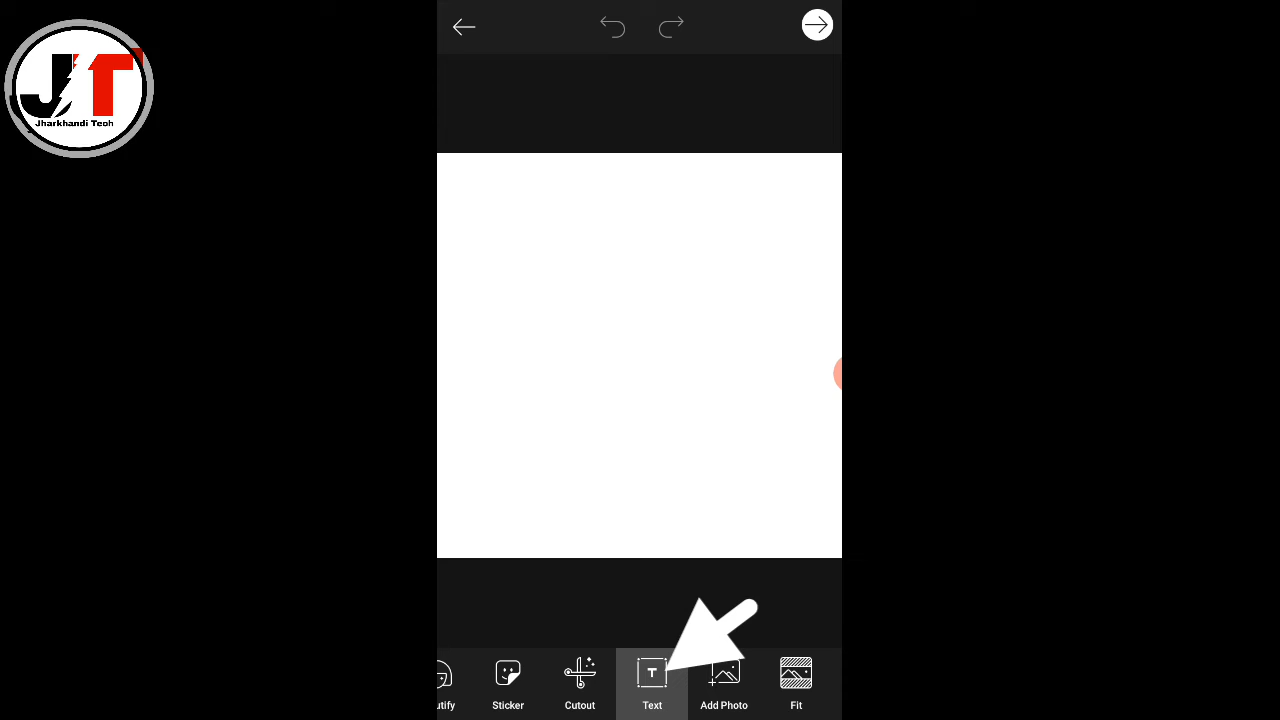 JT
Jharkhandi Tech
T
utify
Sticker
Cutout
Text
Add Photo
Fit